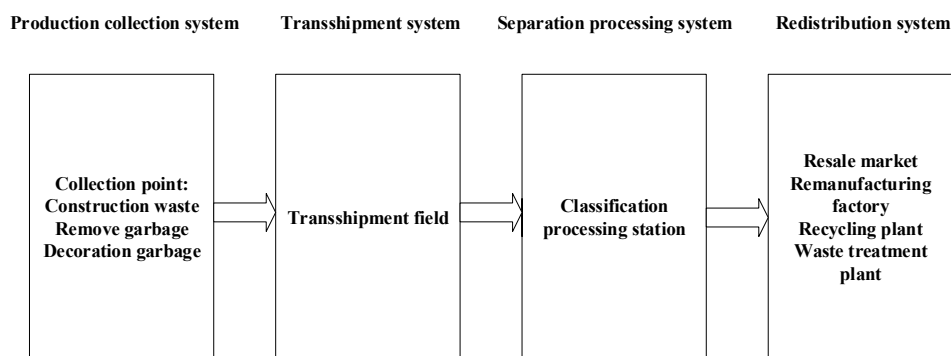 Production collection system
Transshipment system
Separation processing system
Redistribution system
Collection point:
Construction waste
Remove garbage
Decoration garbage
Transshipment field
Classification
processing station
Resale market
Remanufacturing
factory
Recycling plant
Waste treatment
plant